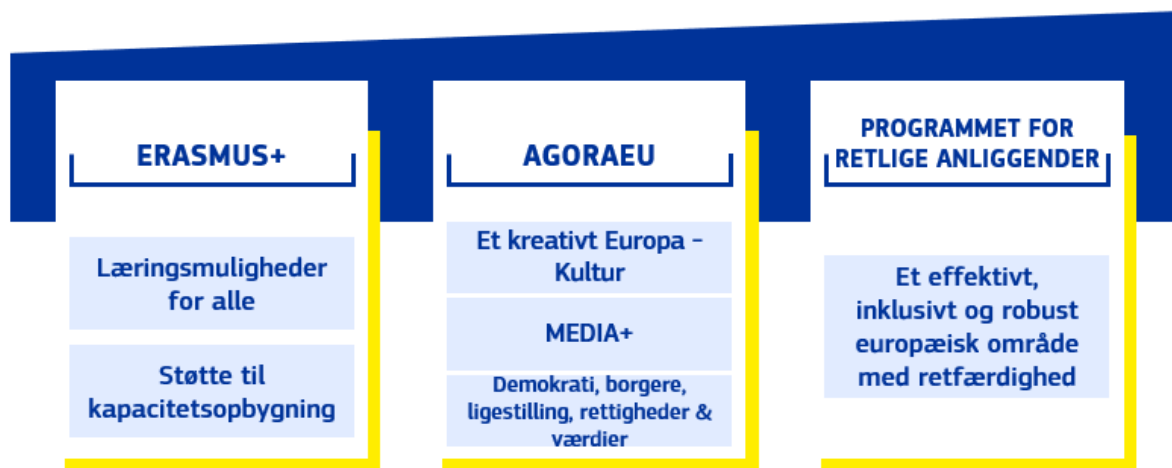 ERASMUS+
Læringsmuligheder
for alle
Støtte til
kapacitetsopbygning
AGORAEU
Et kreativt Europa –
Kultur
MEDIA+
Demokrati, borgere,
ligestilling, rettigheder &
værdier
PROGRAMMET FOR
RETLIGE ANLIGGENDER
Et effektivt,
inklusivt og robust
europæisk område
med retfærdighed